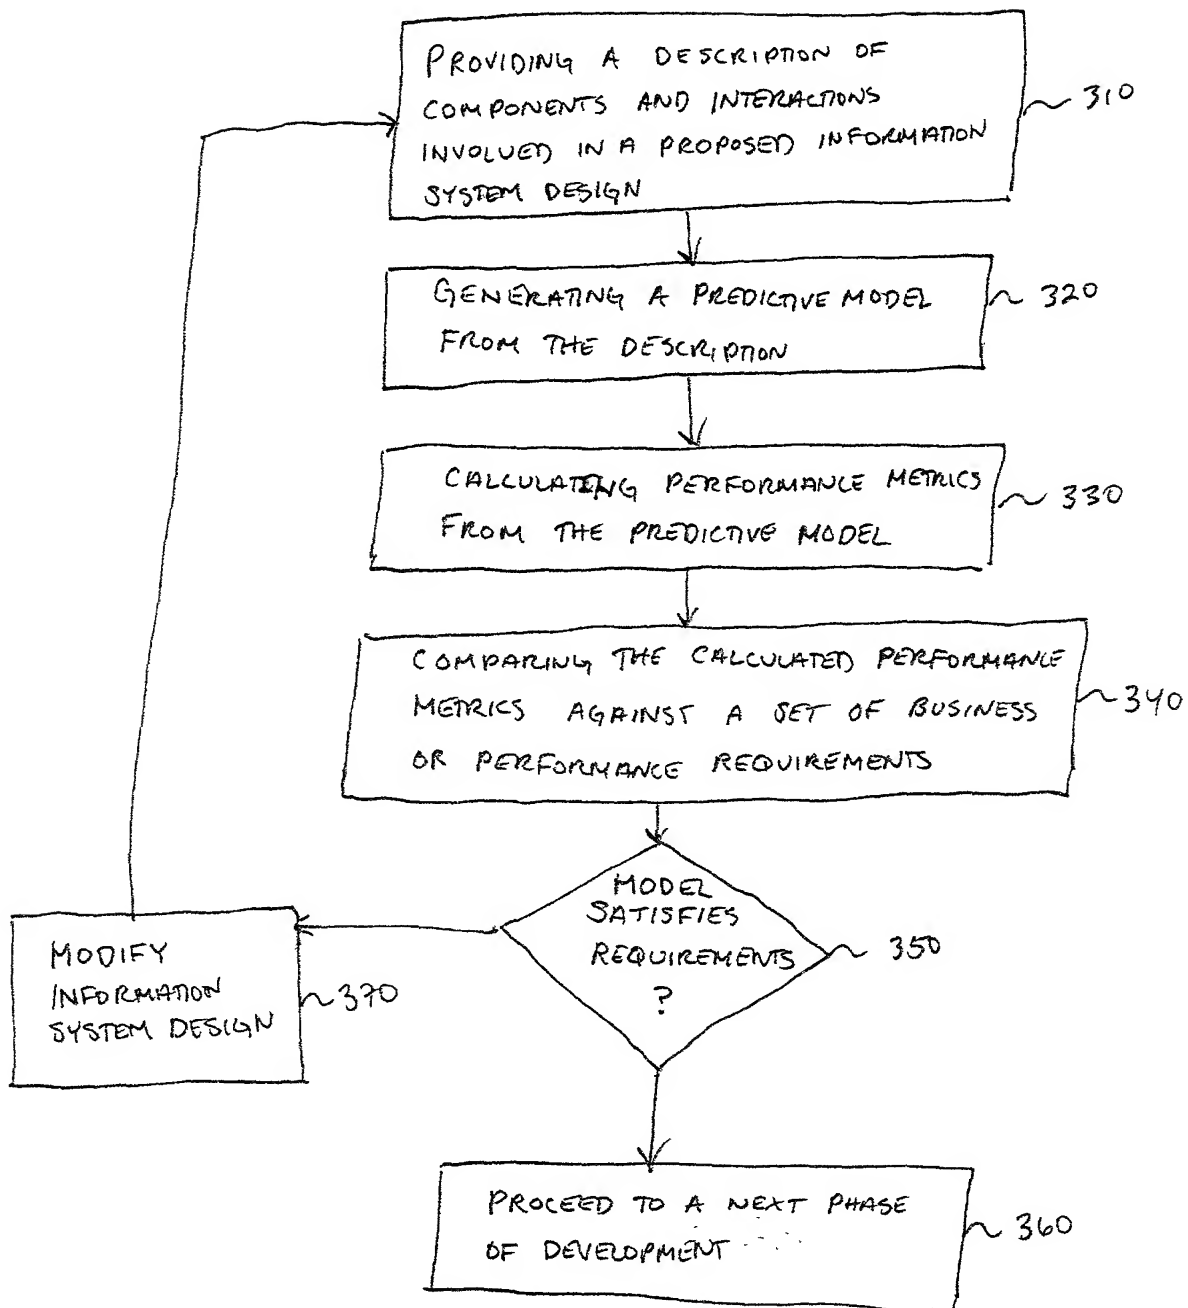 PROVIDING A DESCRIPTION OF
COMPONENTS AND INTERACTIONS
INVOLVED IN A PROPOSED INFORMATION
SYSTEM DESIGN
310
GENERATING A PREDICTIVE MODEL
FROM THE DESCRIPTION
320
CALCULATING PERFORMANCE METRICS
FROM THE PREDICTIVE MODEL
330
COMPARING THE CALCULATED PERFORMANCE
METRICS AGAINST A SET OF BUSINESS
OR PERFORMANCE REQUIREMENTS
340
MODEL
SATISFIES
REQUIREMENTS
?
350
MODIFY
INFORMATION
SYSTEM DESIGN
370
PROCEED TO A NEXT PHASE
OF DEVELOPMENT
360